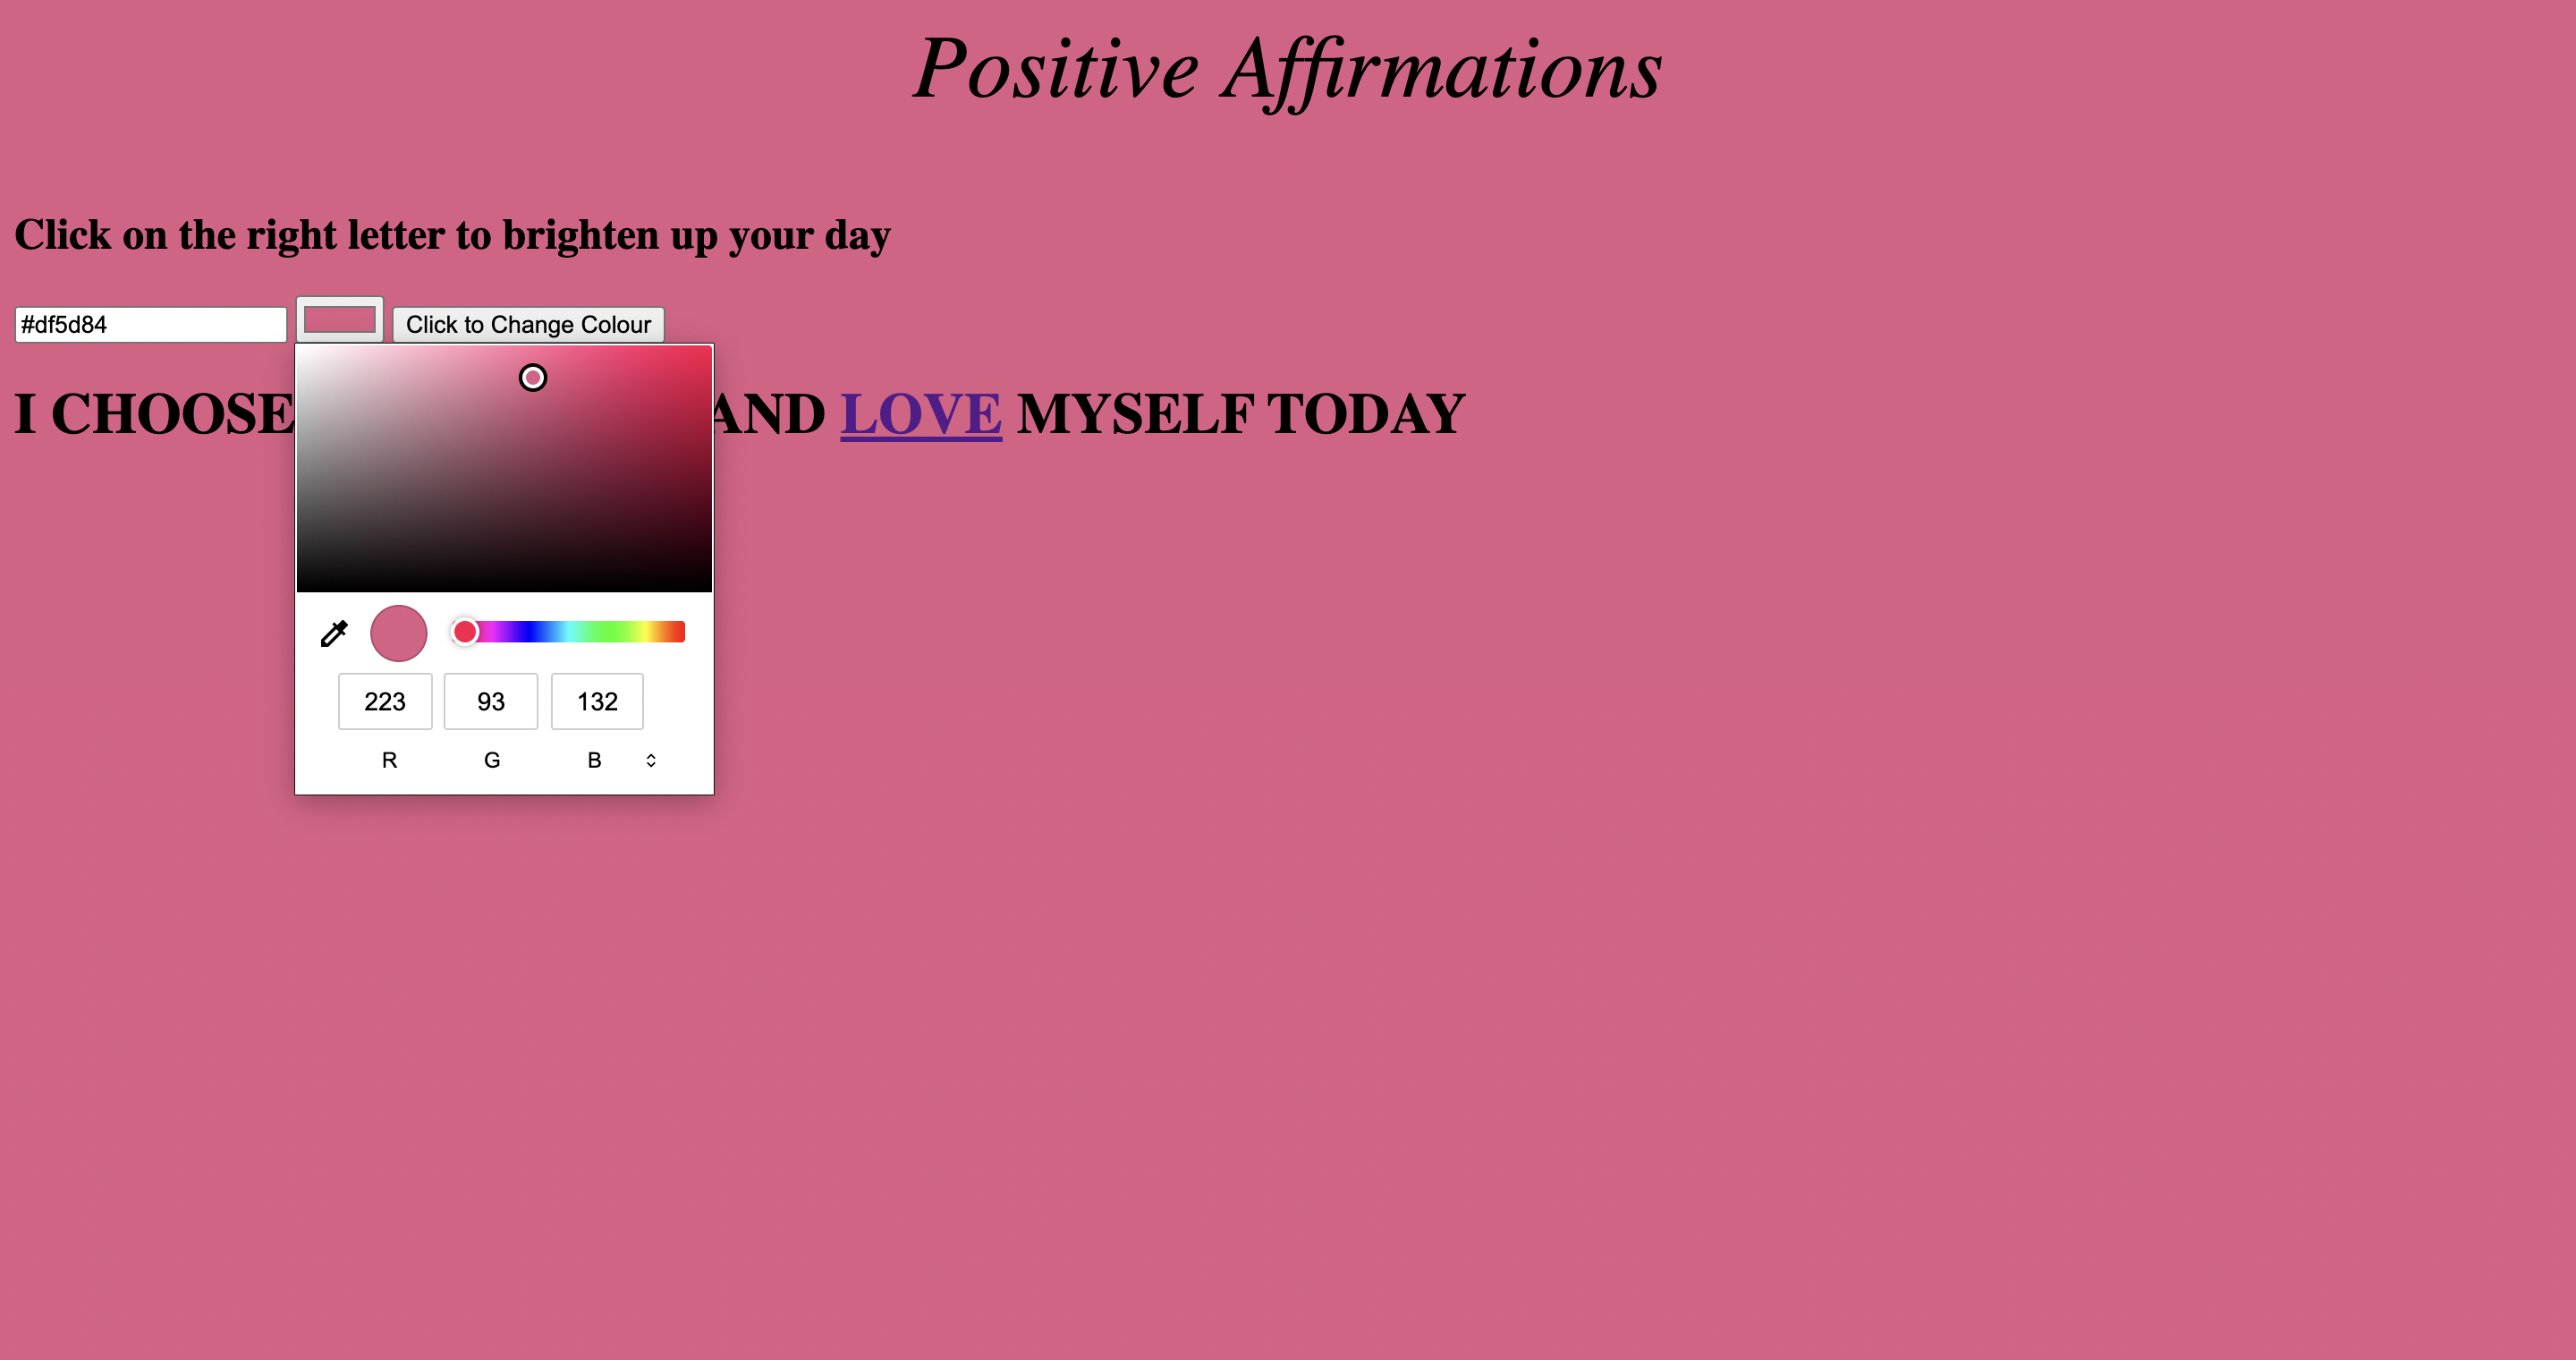 Positive Affirmations
Click on the right letter to brighten up your day
#df5d84 Click to Change Colour
I CHOOSE AND LOVE MYSELF TODAY
223 93 132
R G B